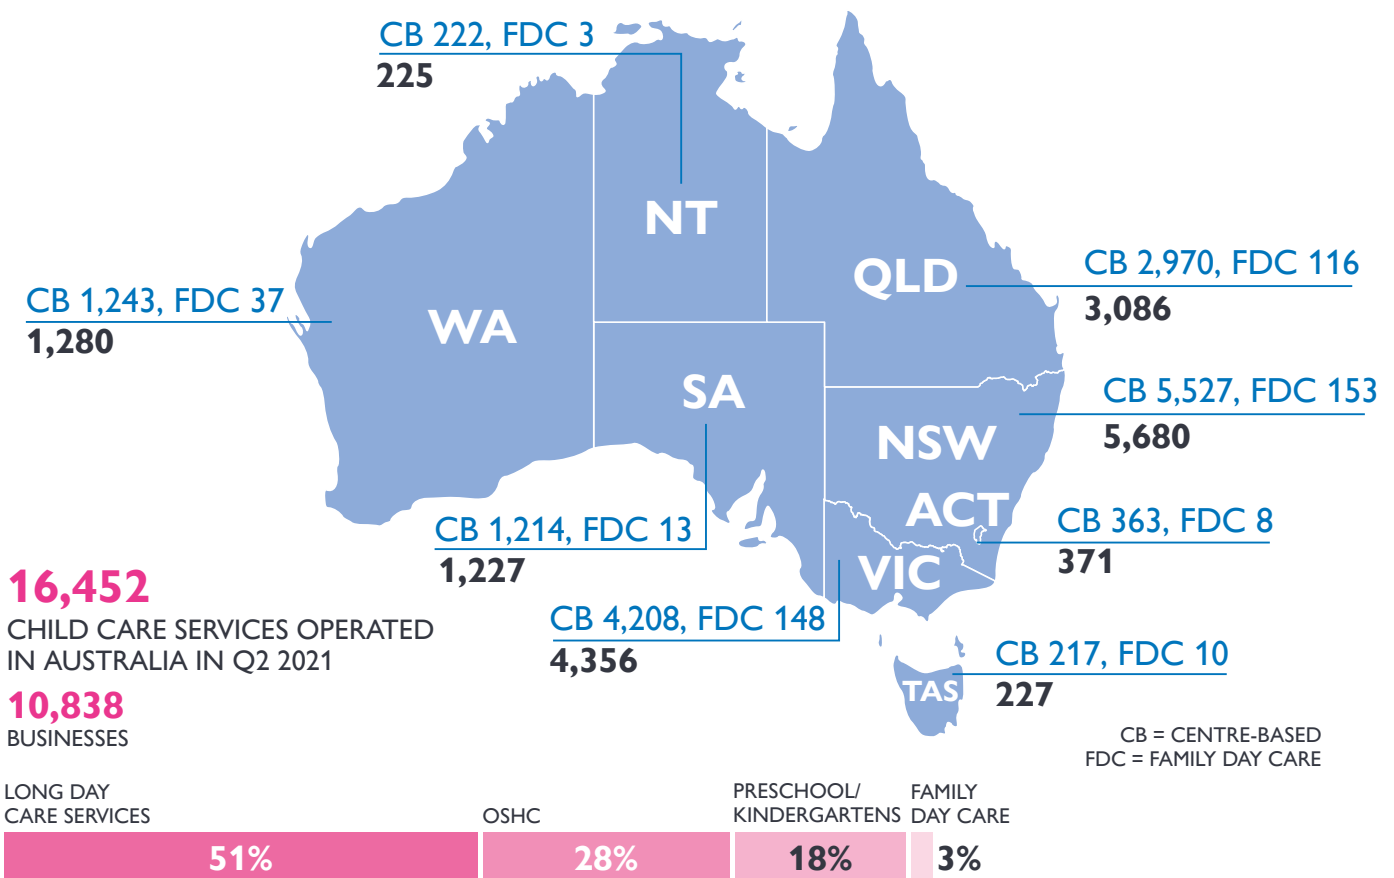 CB 222, FDC 3
225
NT
QLD
CB 2,970, FDC 116
3,086
CB 1,243, FDC 37
1,280
WA
SA
CB 5,527, FDC 153
5,680
NSW
ACT
CB 363, FDC 8
371
CB 1,214, FDC 13
1,227
VIC
CB 4,208, FDC 148
4,356
CB 217, FDC 10
227
TAS
16,452
CHILD CARE SERVICES OPERATED
IN AUSTRALIA IN Q2 2021
10,838
BUSINESSES
CB = CENTRE-BASED
FDC = FAMILY DAY CARE
LONG DAY
CARE SERVICES
OSHC
PRESCHOOL/
KINDERGARTENS
FAMILY
DAY CARE
51%
28%
18%
3%